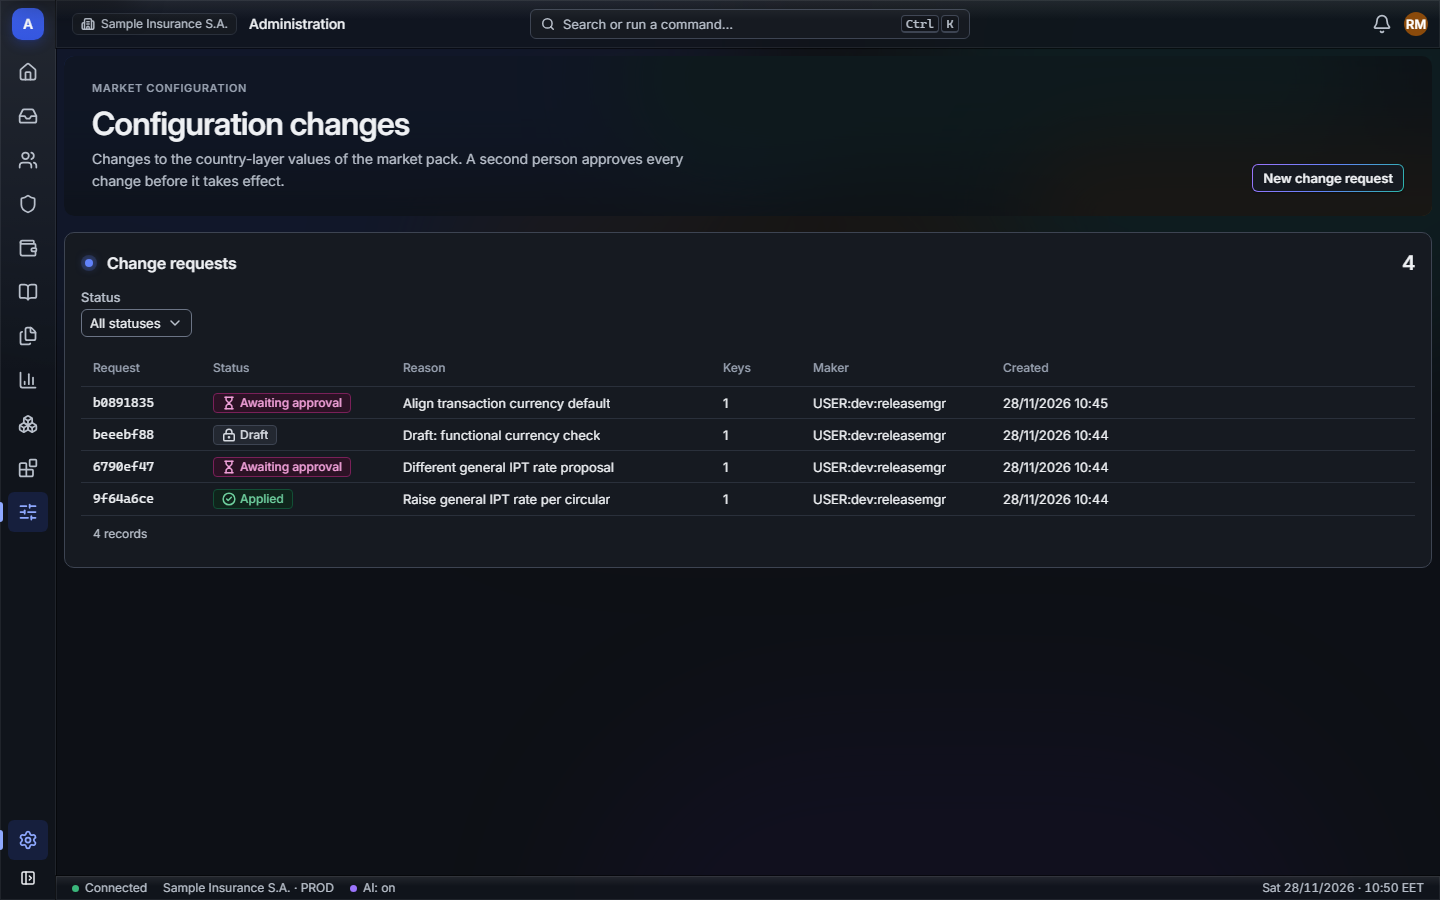 A
Sample Insurance S.A.
Administration
Search or run a command...
Ctrl K
RM
MARKET CONFIGURATION
Configuration changes
Changes to the country-layer values of the market pack. A second person approves every
change before it takes effect.
New change request
Change requests
4
Status
All statuses
Request Status Reason Keys Maker Created
b0891835 Awaiting approval Align transaction currency default 1 USER:dev:releasemgr 28/11/2026 10:45
beeebf88 Draft Draft: functional currency check 1 USER:dev:releasemgr 28/11/2026 10:44
6790ef47 Awaiting approval Different general IPT rate proposal 1 USER:dev:releasemgr 28/11/2026 10:44
9f64a6ce Applied Raise general IPT rate per circular 1 USER:dev:releasemgr 28/11/2026 10:44
4 records
Connected Sample Insurance S.A. · PROD AI: on Sat 28/11/2026 · 10:50 EET